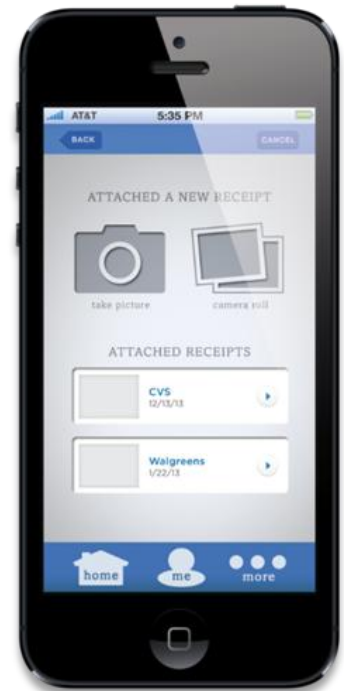 AT&T 5:35 PM
BACK CANCEL
ATTACHED A NEW RECEIPT
take picture camera roll
ATTACHED RECEIPTS
CVS
12/13/13
Walgreens
1/22/13
home me more